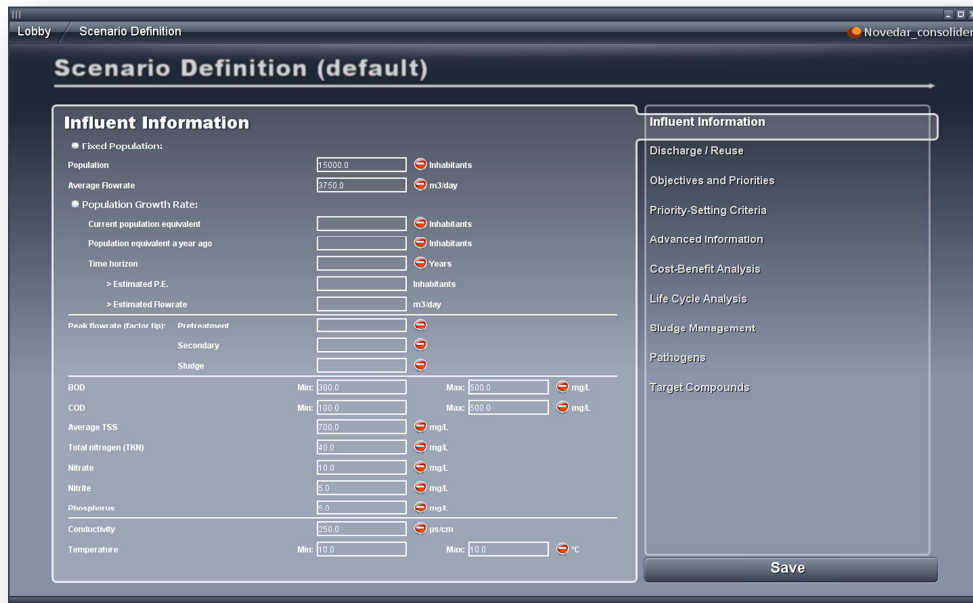 Lobby Scenario Definition Novedar_consolider
Scenario Definition (default)
Influent Information
Fixed Population:
Population 15000.0 Inhabitants
Average Flowrate 3750.0 m3/day
Population Growth Rate:
Current population equivalent Inhabitants
Population equivalent a year ago Inhabitants
Time horizon Years
> Estimated P.E. Inhabitants
> Estimated Flowrate m3/day
Peak flowrate (factor tip): Pretreatment
Secondary
Sludge
BOD Min: 300.0 Max: 500.0 mg/L
COD Min: 100.0 Max: 500.0 mg/L
Average TSS 700.0 mg/L
Total nitrogen (TKN) 40.0 mg/L
Nitrate 10.0 mg/L
Nitrite 5.0 mg/L
Phosphorus 5.0 mg/L
Conductivity 250.0 µs/cm
Temperature Min: 10.0 Max: 10.0 °C
Influent Information
Discharge / Reuse
Objectives and Priorities
Priority-Setting Criteria
Advanced Information
Cost-Benefit Analysis
Life Cycle Analysis
Sludge Management
Pathogens
Target Compounds
Save